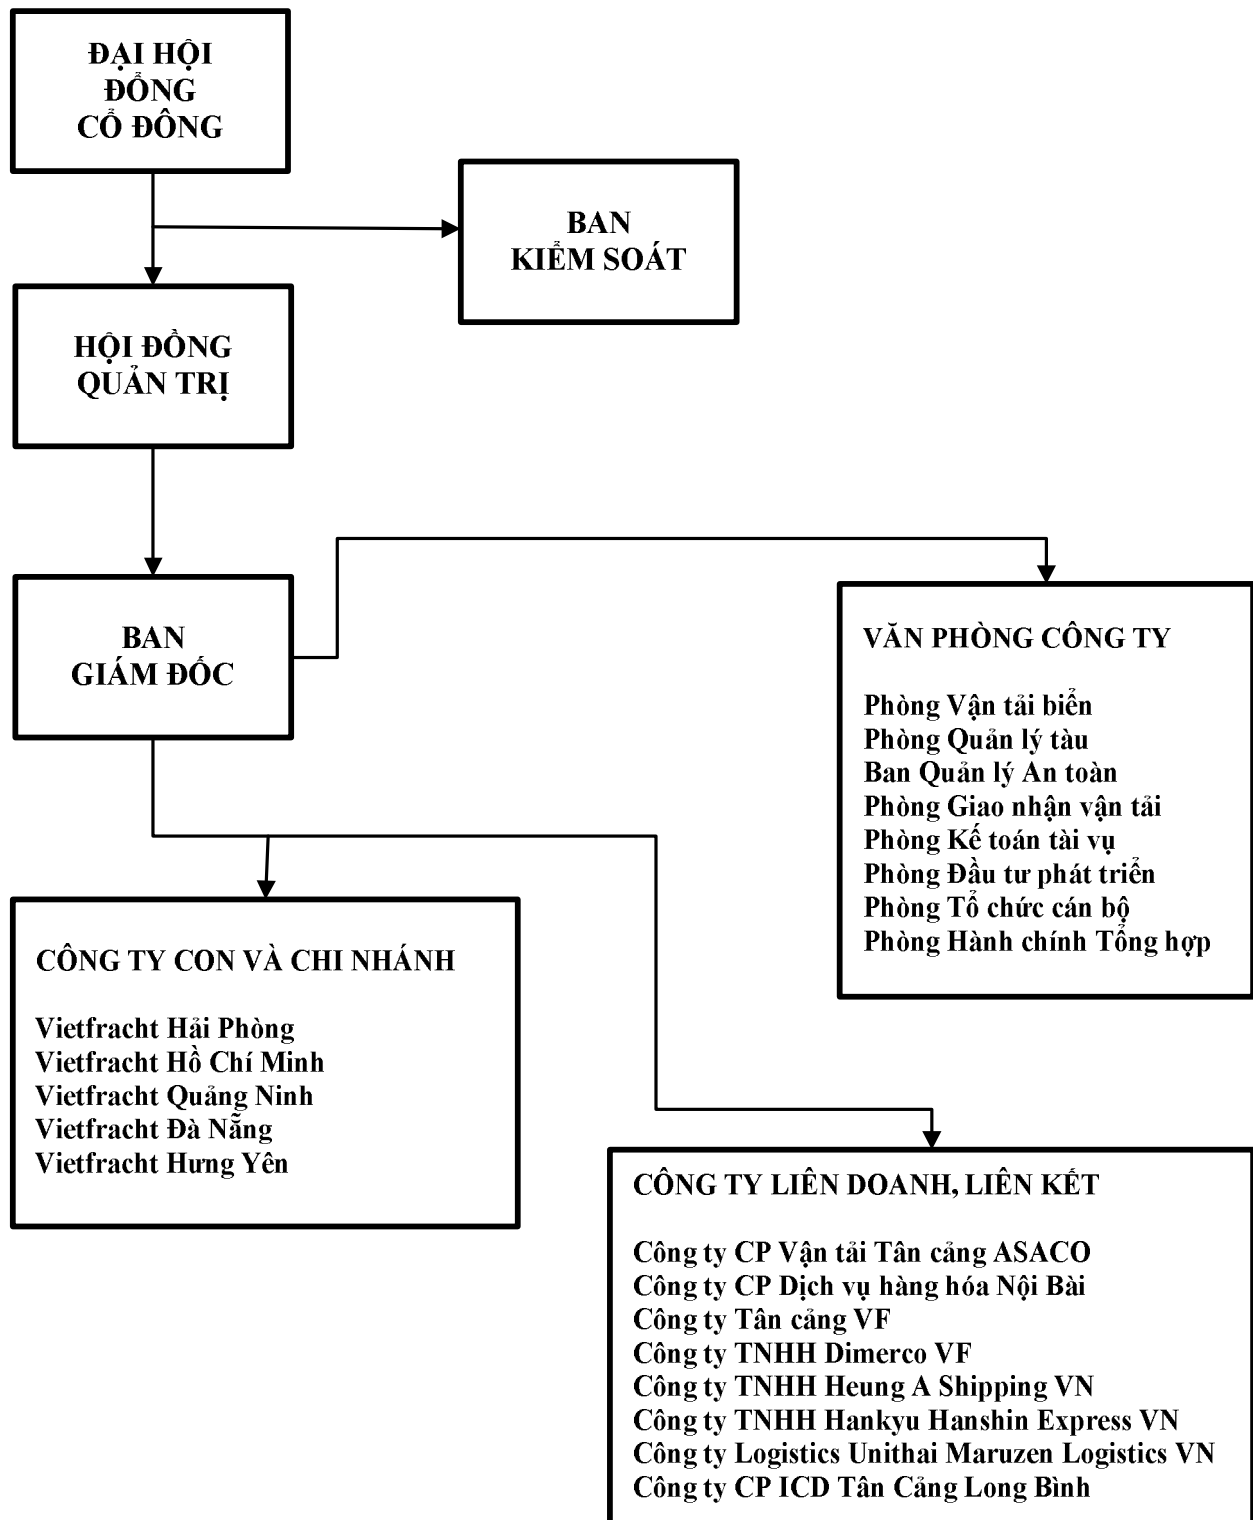 ĐẠI HỘI
ĐỒNG
CỔ ĐÔNG
BAN
KIỂM SOÁT
HỘI ĐỒNG
QUẢN TRỊ
BAN
GIÁM ĐỐC
VĂN PHÒNG CÔNG TY
Phòng Vận tải biển
Phòng Quản lý tàu
Ban Quản lý An toàn
Phòng Giao nhận vận tải
Phòng Kế toán tài vụ
Phòng Đầu tư phát triển
Phòng Tổ chức cán bộ
Phòng Hành chính Tổng hợp
CÔNG TY CON VÀ CHI NHÁNH
Vietfracht Hải Phòng
Vietfracht Hồ Chí Minh
Vietfracht Quảng Ninh
Vietfracht Đà Nẵng
Vietfracht Hưng Yên
CÔNG TY LIÊN DOANH, LIÊN KẾT
Công ty CP Vận tải Tân cảng ASACO
Công ty CP Dịch vụ hàng hóa Nội Bài
Công ty Tân cảng VF
Công ty TNHH Dimerco VF
Công ty TNHH Heung A Shipping VN
Công ty TNHH Hankyu Hanshin Express VN
Công ty Logistics Unithai Maruzen Logistics VN
Công ty CP ICD Tân Cảng Long Bình